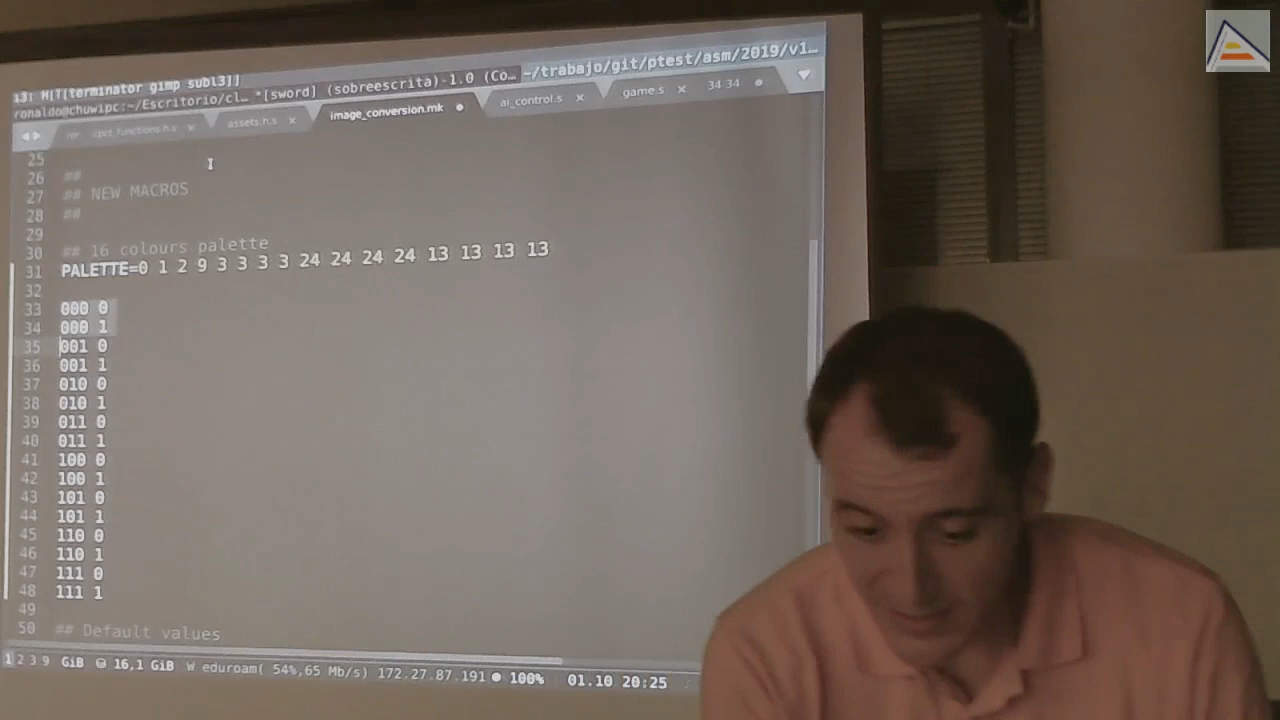 i3: H[T[terminator gimp subl3]]
ronaldo@chuwipc:~/Escritorio/cl… *[sword] (sobreescrita)-1.0 (Co… ~/trabajo/git/ptest/asm/2019/v1…
cpct_functions.h.s × assets.h.s × image_conversion.mk ai_control.s × game.s × 34 34
25
26 ##
27 ## NEW MACROS
28 ##
29
30 ## 16 colours palette
31 PALETTE=0 1 2 9 3 3 3 3 24 24 24 24 13 13 13 13
32
33 000 0
34 000 1
35 001 0
36 001 1
37 010 0
38 010 1
39 011 0
40 011 1
41 100 0
42 100 1
43 101 0
44 101 1
45 110 0
46 110 1
47 111 0
48 111 1
49
50 ## Default values
1 2 3 9 GiB 16,1 GiB W eduroam( 54%,65 Mb/s) 172.27.87.191 100% 01.10 20:25